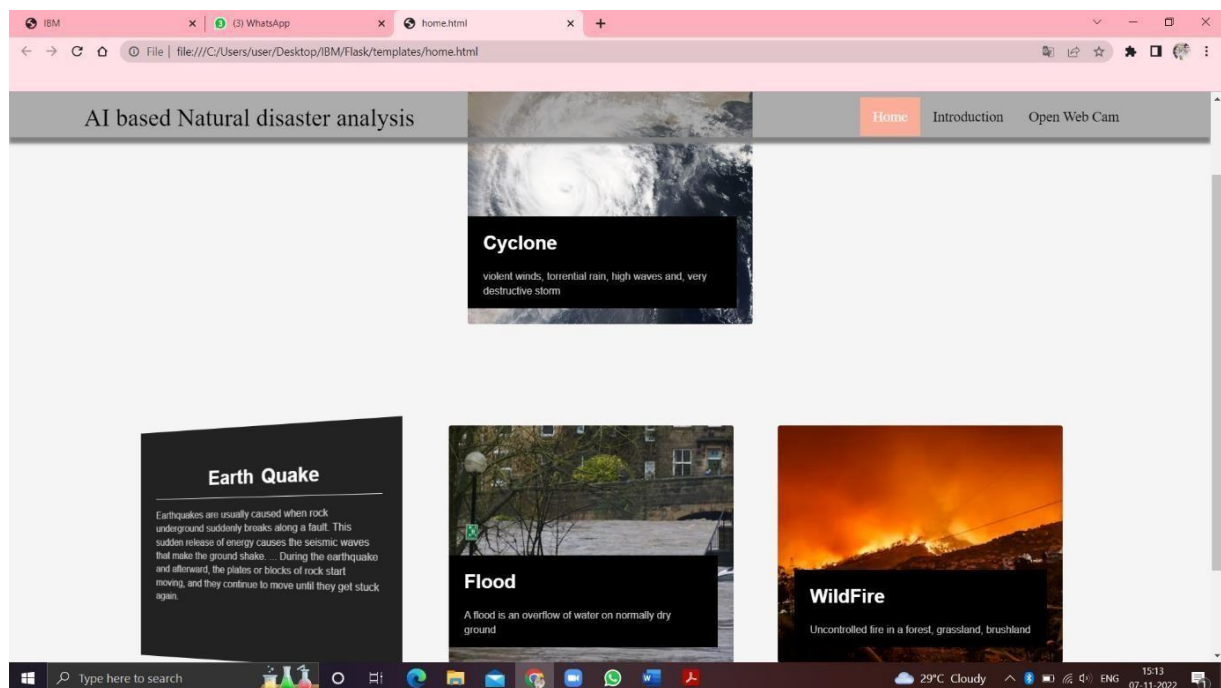 IBM
(3) WhatsApp
home.html
File | file:///C:/Users/user/Desktop/IBM/Flask/templates/home.html
AI based Natural disaster analysis
Home
Introduction
Open Web Cam
Cyclone
violent winds, torrential rain, high waves and, very
destructive storm
Earth Quake
Earthquakes are usually caused when rock
underground suddenly breaks along a fault. This
sudden release of energy causes the seismic waves
that make the ground shake. ... During the earthquake
and afterward, the plates or blocks of rock start
moving, and they continue to move until they get stuck
again.
Flood
A flood is an overflow of water on normally dry
ground
WildFire
Uncontrolled fire in a forest, grassland, brushland
Type here to search
29°C Cloudy
ENG
15:13
07-11-2022